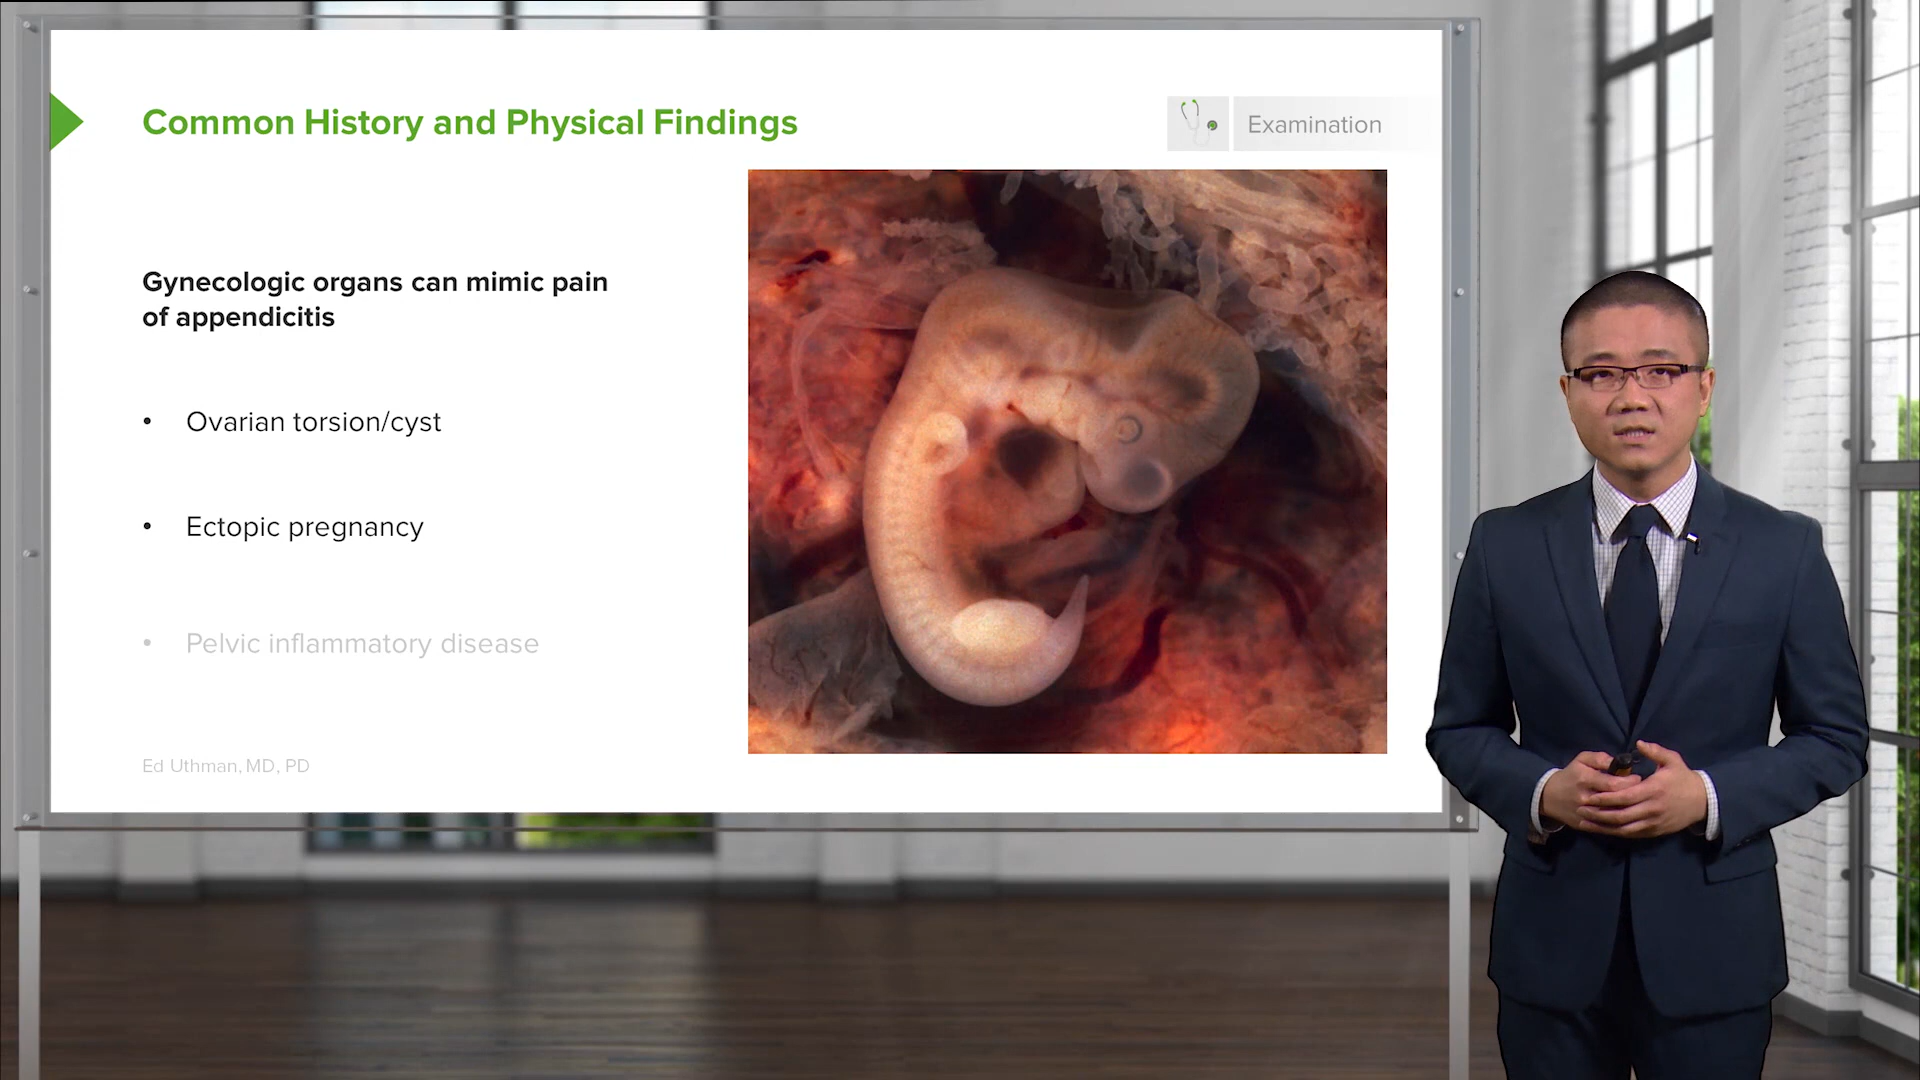 Common History and Physical Findings
Examination
Gynecologic organs can mimic pain
of appendicitis
• Ovarian torsion/cyst
• Ectopic pregnancy
• Pelvic inflammatory disease
Ed Uthman, MD, PD